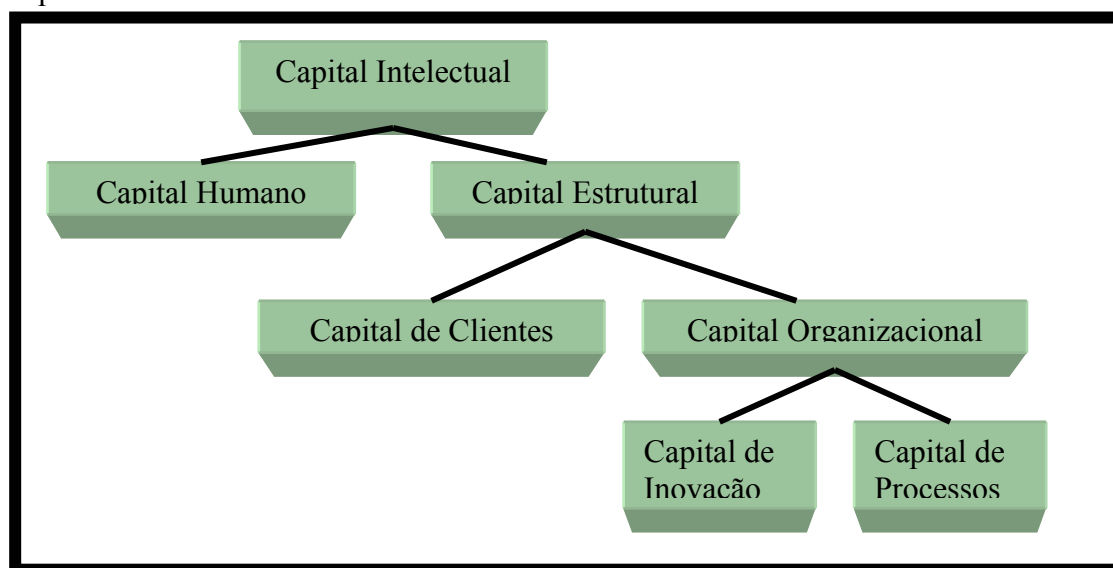 Capital Intelectual
Capital Humano
Capital Estrutural
Capital de Clientes
Capital Organizacional
Capital de
Inovação
Capital de
Processos